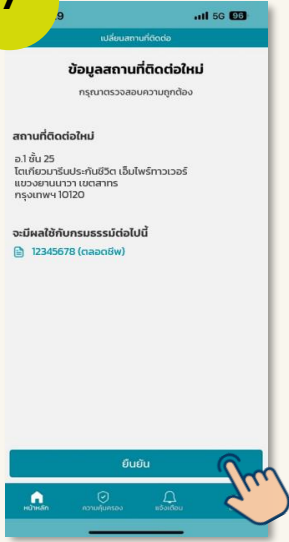 9
5G 96
เปลี่ยนสถานที่ติดต่อ
ข้อมูลสถานที่ติดต่อใหม่
กรุณาตรวจสอบความถูกต้อง
สถานที่ติดต่อใหม่
อ.1 ชั้น 25
โตเกียวมารีนประกันชีวิต เอ็มไพร์ทาวเวอร์
แขวงยานนาวา เขตสาทร
กรุงเทพฯ 10120
จะมีผลใช้กับกรมธรรม์ต่อไปนี้
12345678 (ตลอดชีพ)
ยืนยัน
หน้าหลัก ความคุ้มครอง แจ้งเตือน